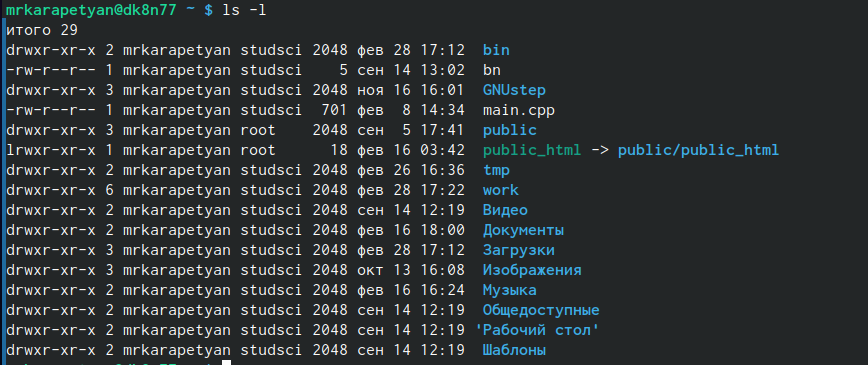 mrkarapetyan@dk8n77 ~ $ ls -l
итого 29
drwxr-xr-x 2 mrkarapetyan studsci 2048 фев 28 17:12  bin
-rw-r--r-- 1 mrkarapetyan studsci    5 сен 14 13:02  bn
drwxr-xr-x 3 mrkarapetyan studsci 2048 ноя 16 16:01  GNUstep
-rw-r--r-- 1 mrkarapetyan studsci  701 фев  8 14:34  main.cpp
drwxr-xr-x 3 mrkarapetyan root    2048 сен  5 17:41  public
lrwxr-xr-x 1 mrkarapetyan root      18 фев 16 03:42  public_html -> public/public_html
drwxr-xr-x 2 mrkarapetyan studsci 2048 фев 26 16:36  tmp
drwxr-xr-x 6 mrkarapetyan studsci 2048 фев 28 17:22  work
drwxr-xr-x 2 mrkarapetyan studsci 2048 сен 14 12:19  Видео
drwxr-xr-x 2 mrkarapetyan studsci 2048 фев 16 18:00  Документы
drwxr-xr-x 3 mrkarapetyan studsci 2048 фев 28 17:12  Загрузки
drwxr-xr-x 3 mrkarapetyan studsci 2048 окт 13 16:08  Изображения
drwxr-xr-x 2 mrkarapetyan studsci 2048 фев 16 16:24  Музыка
drwxr-xr-x 2 mrkarapetyan studsci 2048 сен 14 12:19  Общедоступные
drwxr-xr-x 2 mrkarapetyan studsci 2048 сен 14 12:19 'Рабочий стол'
drwxr-xr-x 2 mrkarapetyan studsci 2048 сен 14 12:19  Шаблоны